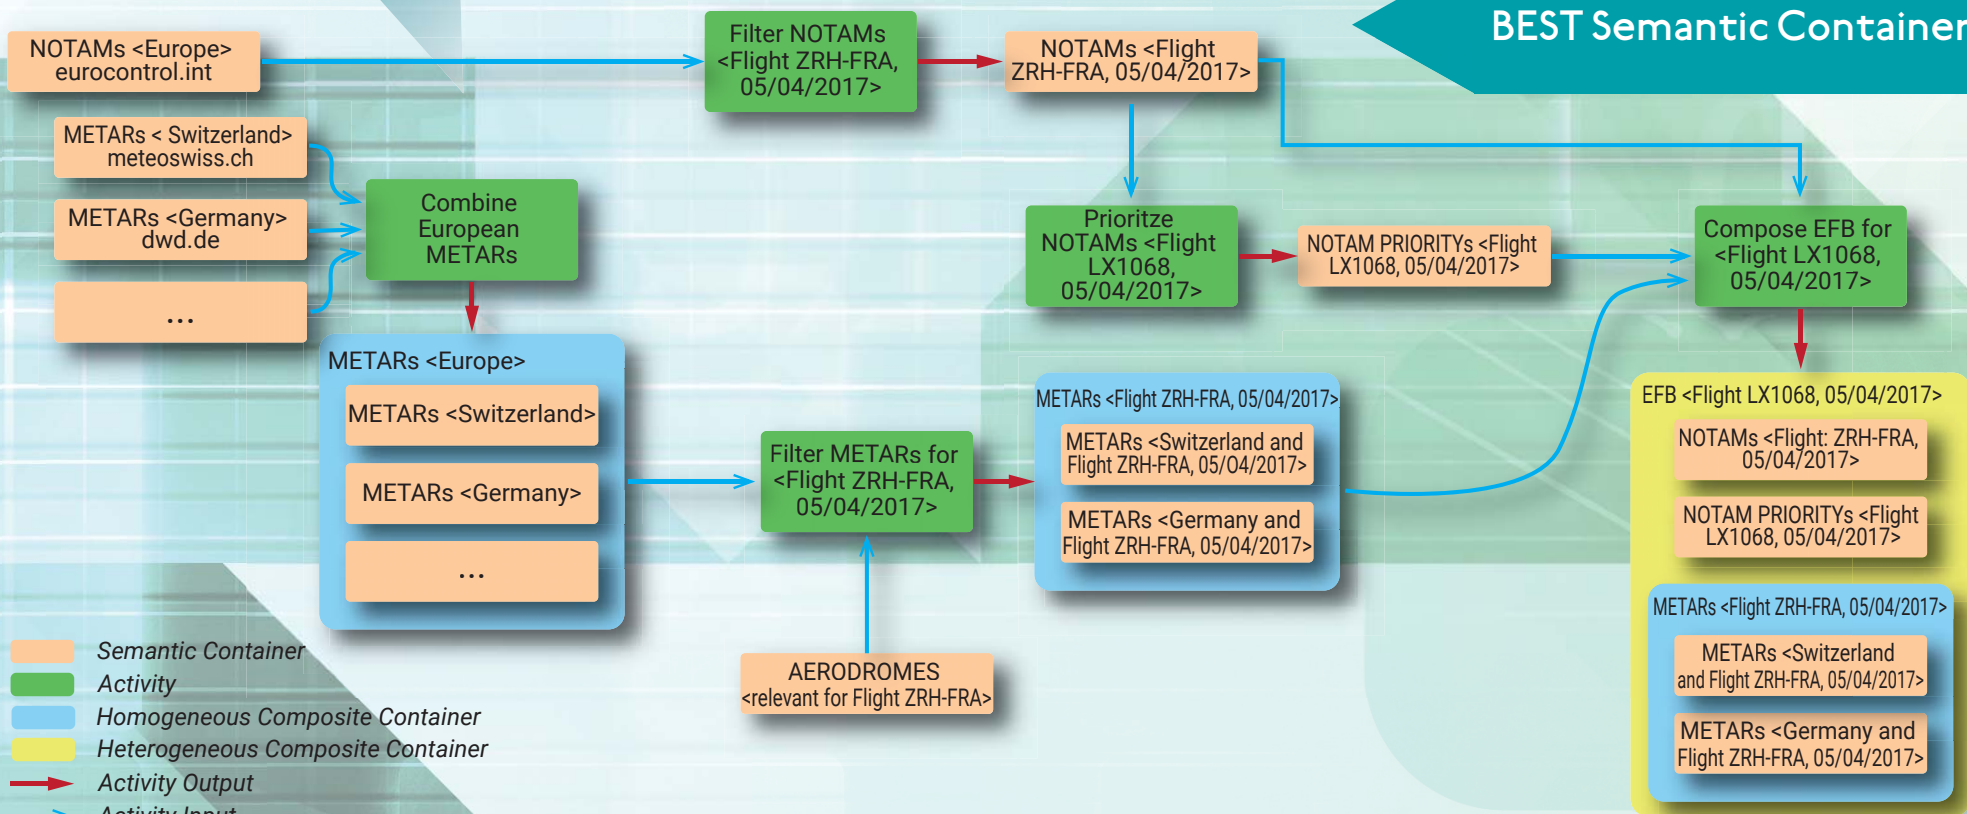 BEST Semantic Container
NOTAMs <Europe>
eurocontrol.int
Filter NOTAMs
<Flight ZRH-FRA,
05/04/2017>
NOTAMs <Flight
ZRH-FRA, 05/04/2017>
METARs < Switzerland>
meteoswiss.ch
METARs <Germany>
dwd.de
...
Combine
European
METARs
Prioritze
NOTAMs <Flight
LX1068,
05/04/2017>
NOTAM PRIORITYs <Flight
LX1068, 05/04/2017>
Compose EFB for
<Flight LX1068,
05/04/2017>
METARs <Europe>
METARs <Switzerland>
METARs <Germany>
...
Filter METARs for
<Flight ZRH-FRA,
05/04/2017>
AERODROMES
<relevant for Flight ZRH-FRA>
METARs <Flight ZRH-FRA, 05/04/2017>
METARs <Switzerland and
Flight ZRH-FRA, 05/O4/2017>
METARs <Germany and
Flight ZRH-FRA, 05/04/2017>
EFB <Flight LX1068, 05/04/2017>
NOTAMs <Flight: ZRH-FRA,
05/04/2017>
NOTAM PRIORITYs <Flight
LX1068, 05/04/2017>
METARs <Flight ZRH-FRA, 05/04/2017>
METARs <Switzerland
and Flight ZRH-FRA, 05/04/2017>
METARs <Germany and
Flight ZRH-FRA, 05/04/2017>
Semantic Container
Activity
Homogeneous Composite Container
Heterogeneous Composite Container
Activity Output
Activity Input